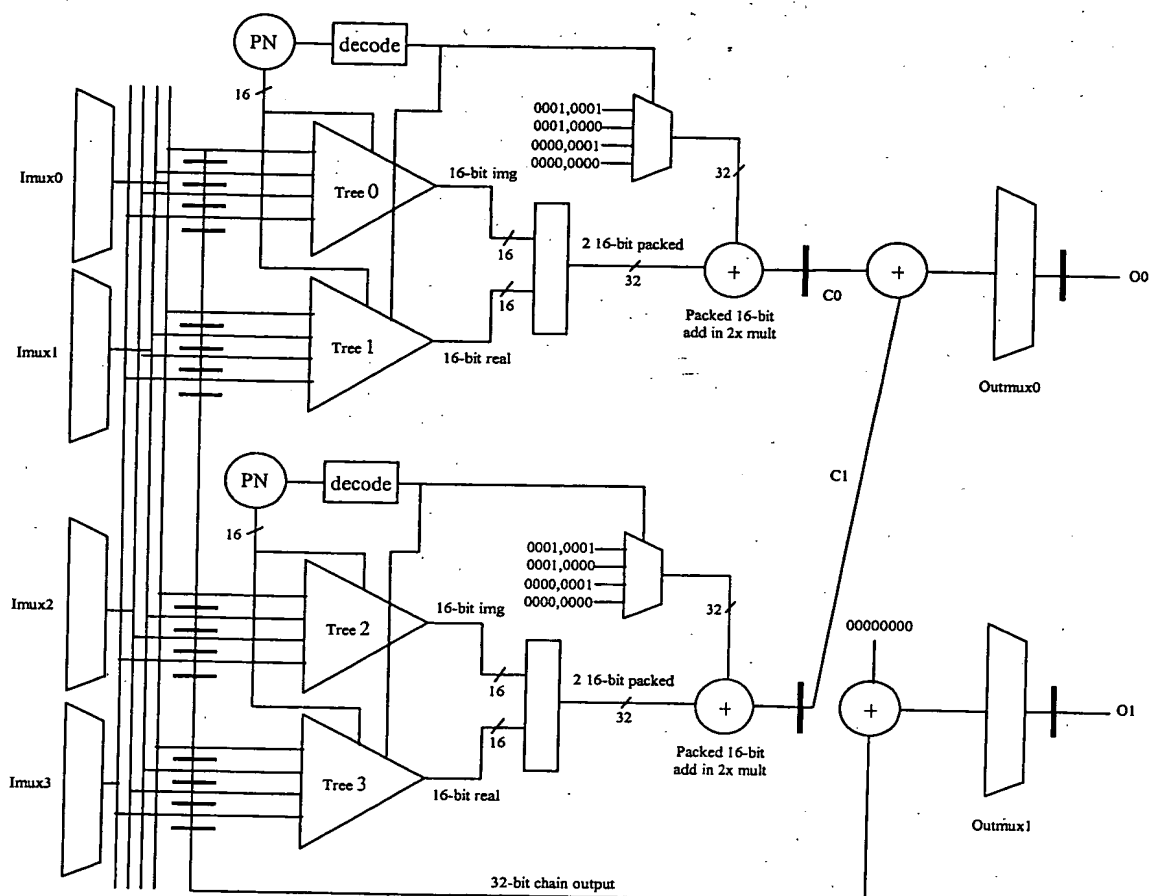 PN
decode
16
0001,0001
0001,0000
0000,0001
0000,0000
Imux0
Tree 0
16-bit img
32
16
2 16-bit packed
32
16
C0
O0
Packed 16-bit
add in 2x mult
Imux1
Tree 1
16-bit real
Outmux0
PN
decode
C1
16
0001,0001
0001,0000
0000,0001
0000,0000
Imux2
Tree 2
16-bit img
32
00000000
16
2 16-bit packed
32
16
O1
Packed 16-bit
add in 2x mult
Imux3
Tree 3
16-bit real
Outmux1
32-bit chain output